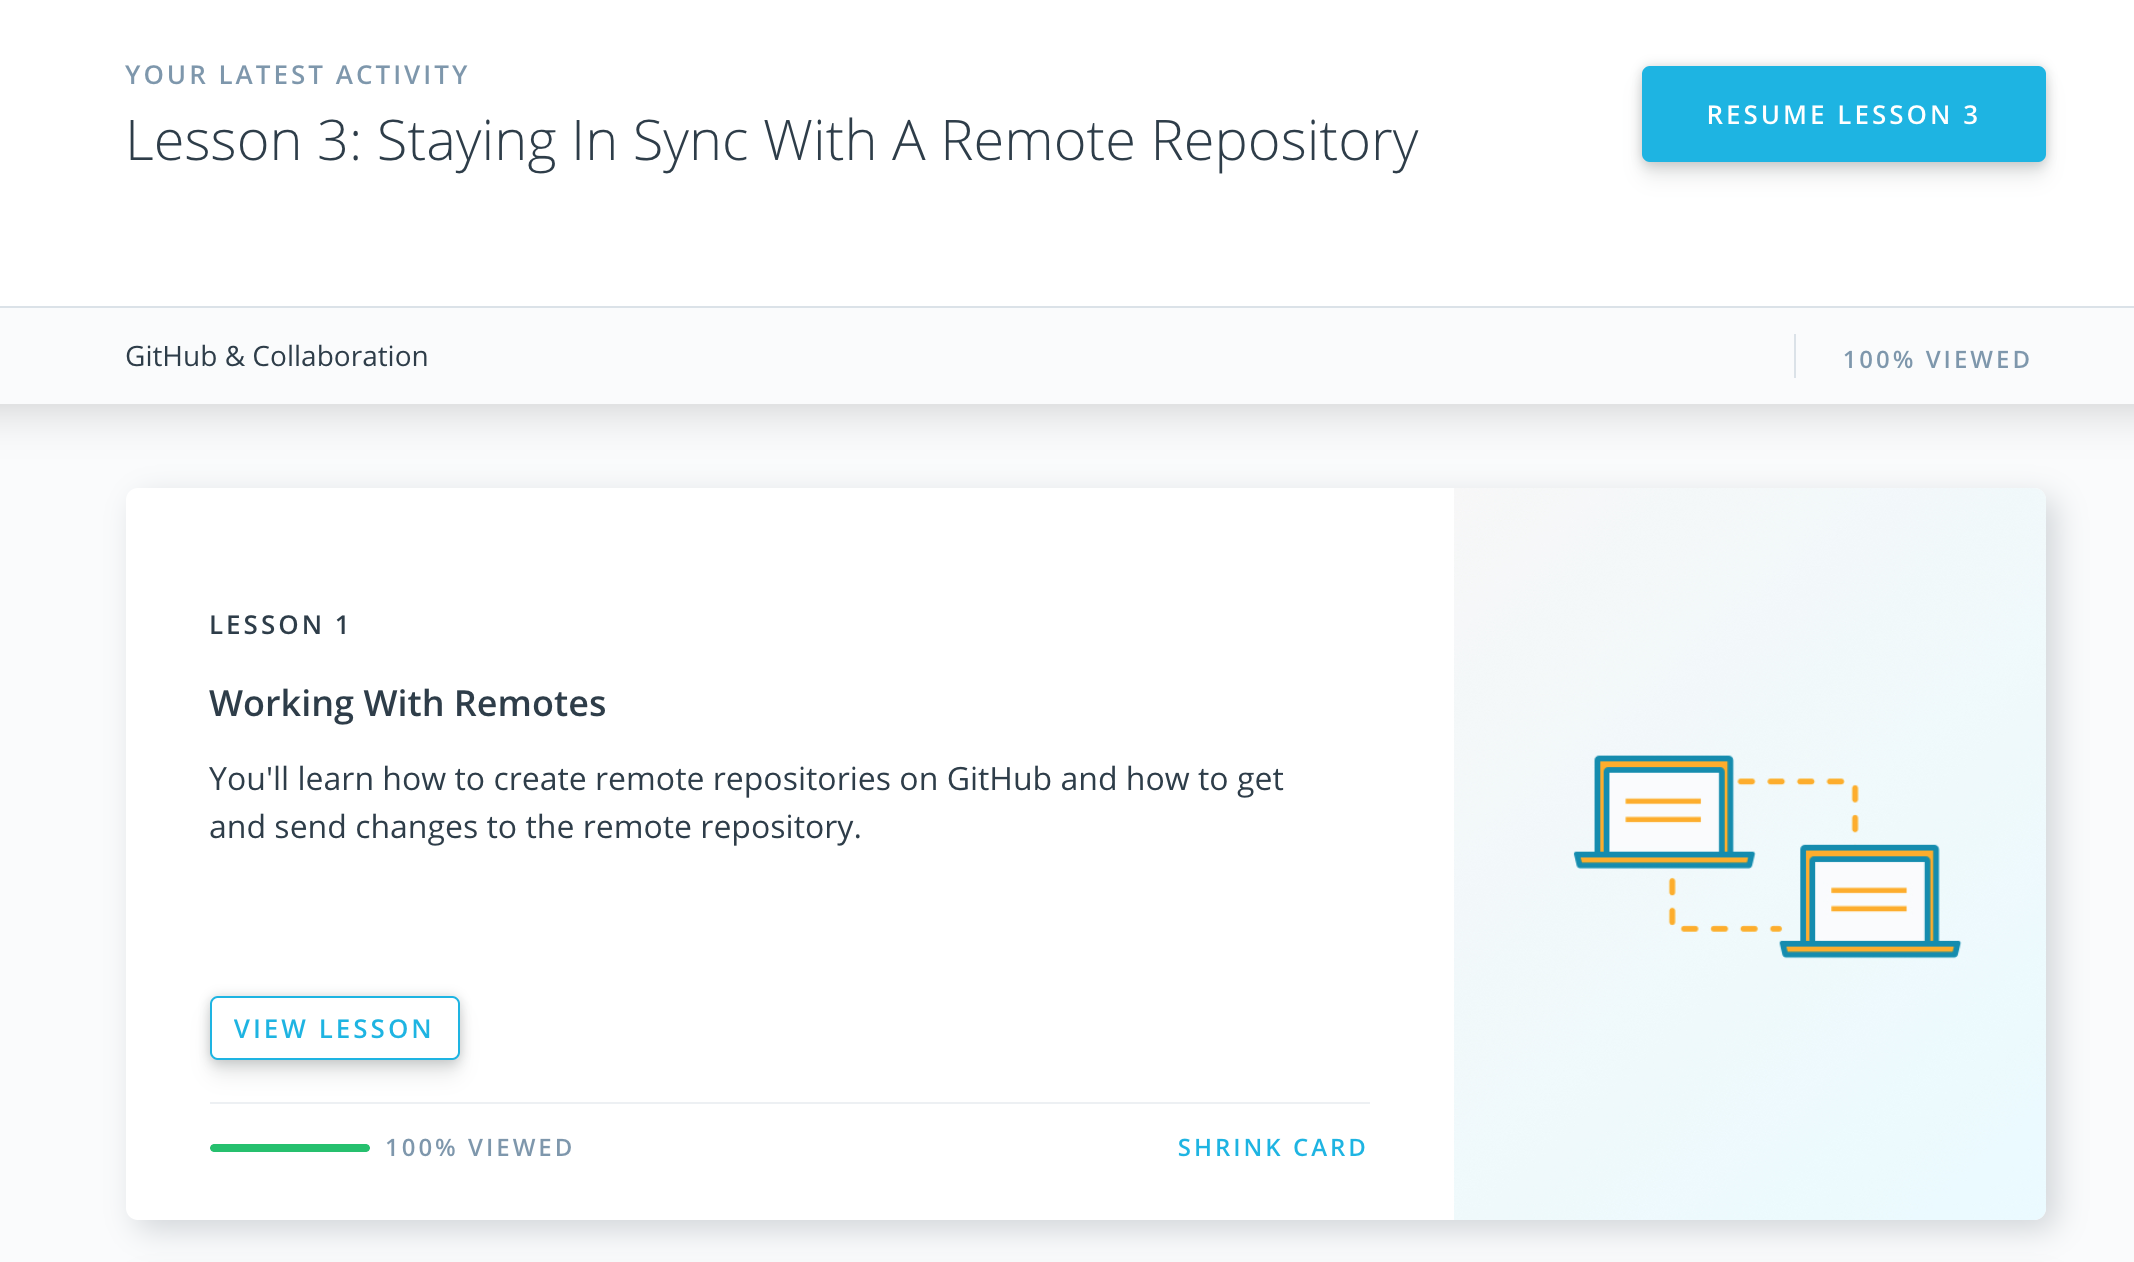 YOUR LATEST ACTIVITY
Lesson 3: Staying In Sync With A Remote Repository
RESUME LESSON 3
GitHub & Collaboration
100% VIEWED
LESSON 1
Working With Remotes
You'll learn how to create remote repositories on GitHub and how to get
and send changes to the remote repository.
VIEW LESSON
100% VIEWED
SHRINK CARD